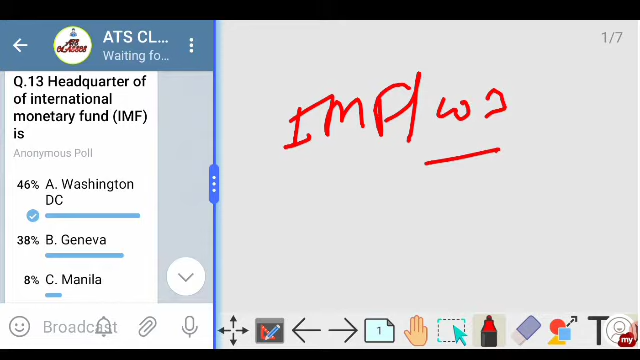 ATS CL...
Waiting fo
1/7
Q.13 Headquarter of
of international
monetary fund (IMF)
is
Anonymous Poll
46% A. Washington
DC
38% B. Geneva
8% C. Manila
Broadcast
IMF/
1
T
my